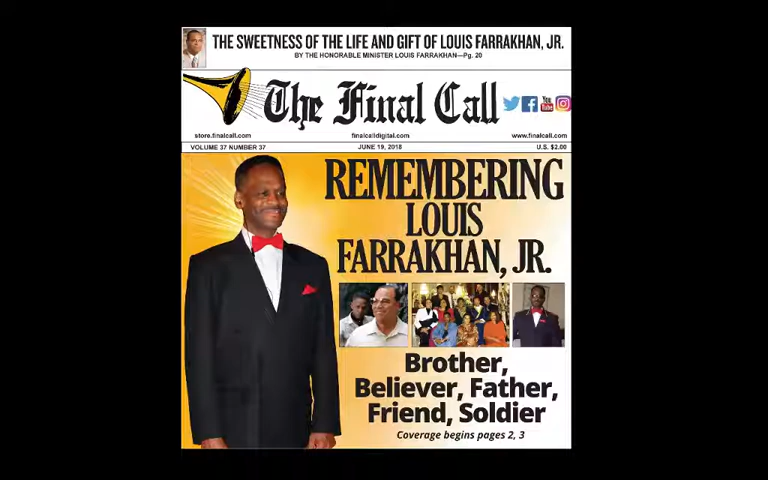 THE SWEETNESS OF THE LIFE AND GIFT OF LOUIS FARRAKHAN, JR.
BY THE HONORABLE MINISTER LOUIS FARRAKHAN—Pg. 20
The Final Call
You Tube
store.finalcall.com finalcalldigital.com www.finalcall.com
VOLUME 37 NUMBER 37 JUNE 19, 2018 U.S. $2.00
REMEMBERING
LOUIS
FARRAKHAN, JR.
Brother,
Believer, Father,
Friend, Soldier
Coverage begins pages 2, 3